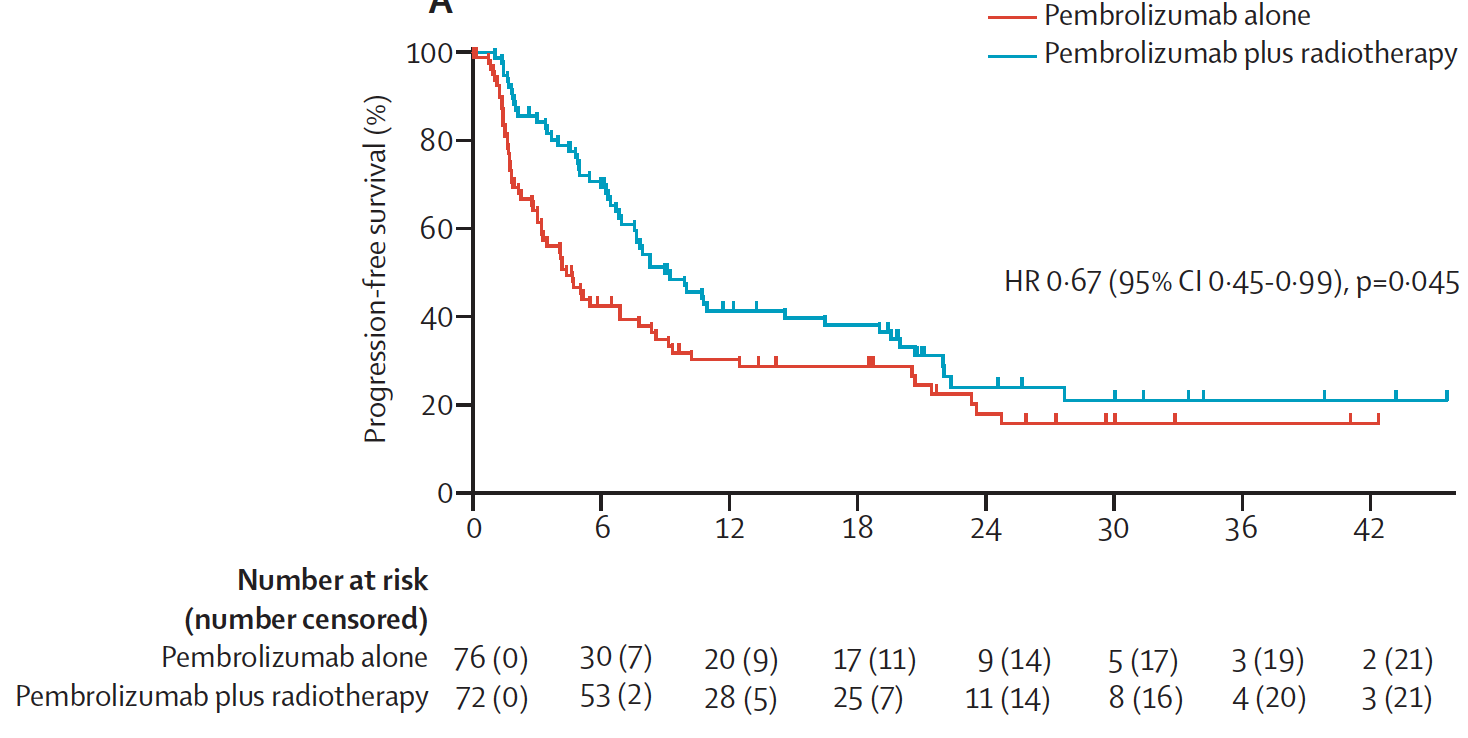 A
Pembrolizumab alone
Pembrolizumab plus radiotherapy
Progression-free survival (%)
100
80
60
40
20
0
HR 0·67 (95% CI 0·45-0·99), p=0·045
0 6 12 18 24 30 36 42
Number at risk
(number censored)
Pembrolizumab alone 76 (0) 30 (7) 20 (9) 17 (11) 9 (14) 5 (17) 3 (19) 2 (21)
Pembrolizumab plus radiotherapy 72 (0) 53 (2) 28 (5) 25 (7) 11 (14) 8 (16) 4 (20) 3 (21)